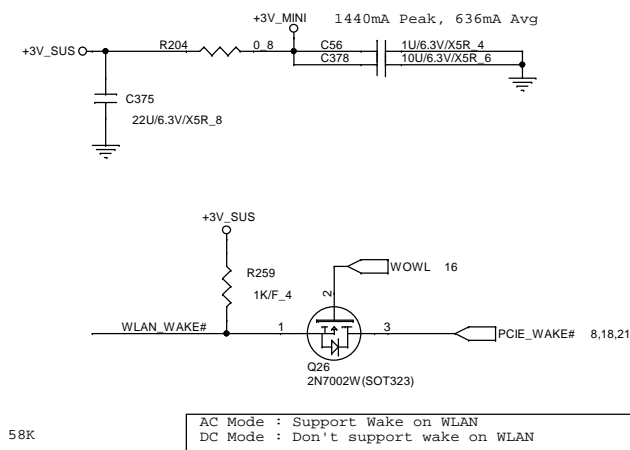 +3V_MINI 1440mA Peak, 636mA Avg
+3V_SUS R204 0_8 C56 1U/6.3V/X5R_4
C378 10U/6.3V/X5R_6
C375
22U/6.3V/X5R_8
+3V_SUS
R259
1K/F_4
WOWL 16
2
WLAN_WAKE# 1 3 PCIE_WAKE# 8,18,21
Q26
2N7002W(SOT323)
58K
AC Mode : Support Wake on WLAN
DC Mode : Don't support wake on WLAN